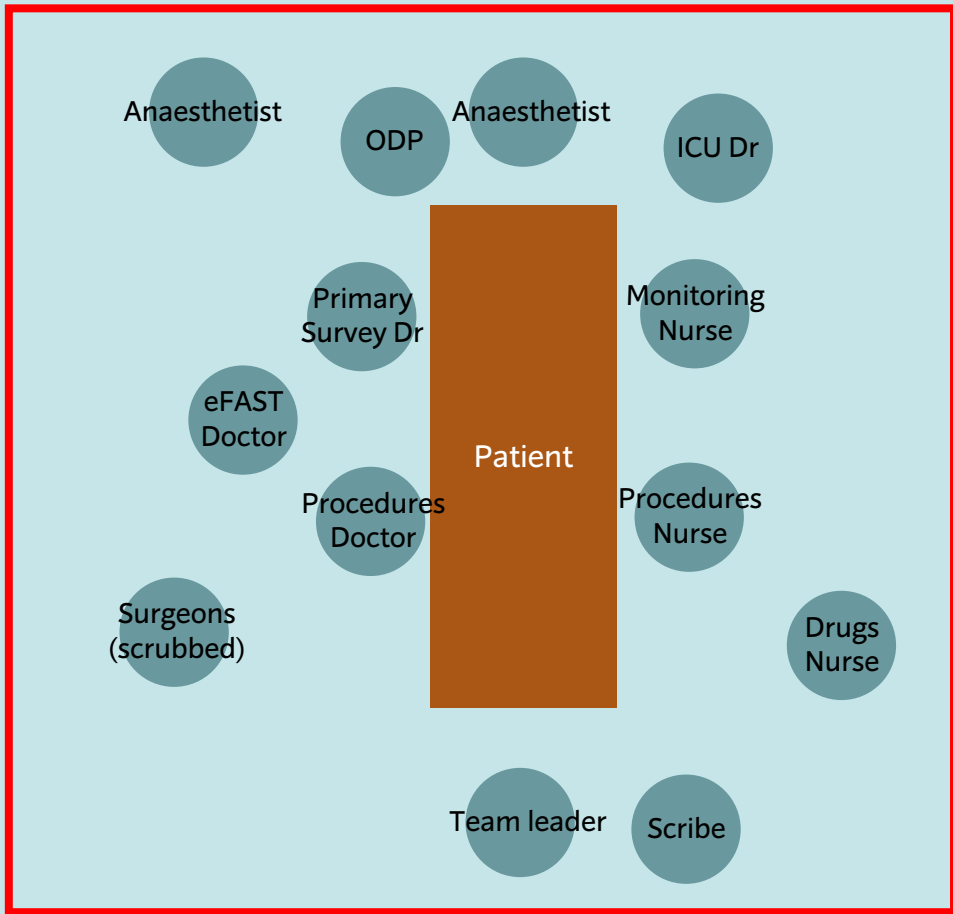 Anaesthetist
ODP
Anaesthetist
ICU Dr
Primary
Survey Dr
Monitoring
Nurse
eFAST
Doctor
Patient
Procedures
Doctor
Procedures
Nurse
Surgeons
(scrubbed)
Drugs
Nurse
Team leader
Scribe